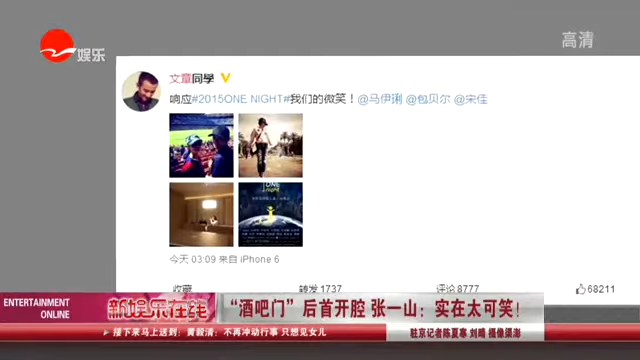 娱乐
高清
文章同學
响应#2015ONE NIGHT#我们的微笑！@马伊琍 @包贝尔 @宋佳
ONE
night
今天 03:09 来自 iPhone 6
收藏
转发 1737
评论 8777
68211
ENTERTAINMENT
ONLINE
新娱乐在线
“酒吧门”后首开腔 张一山：实在太可笑！
接下来马上送到：黄毅清：不再冲动行事 只想见女儿
驻京记者陈夏寒 刘晴 摄像渠澎